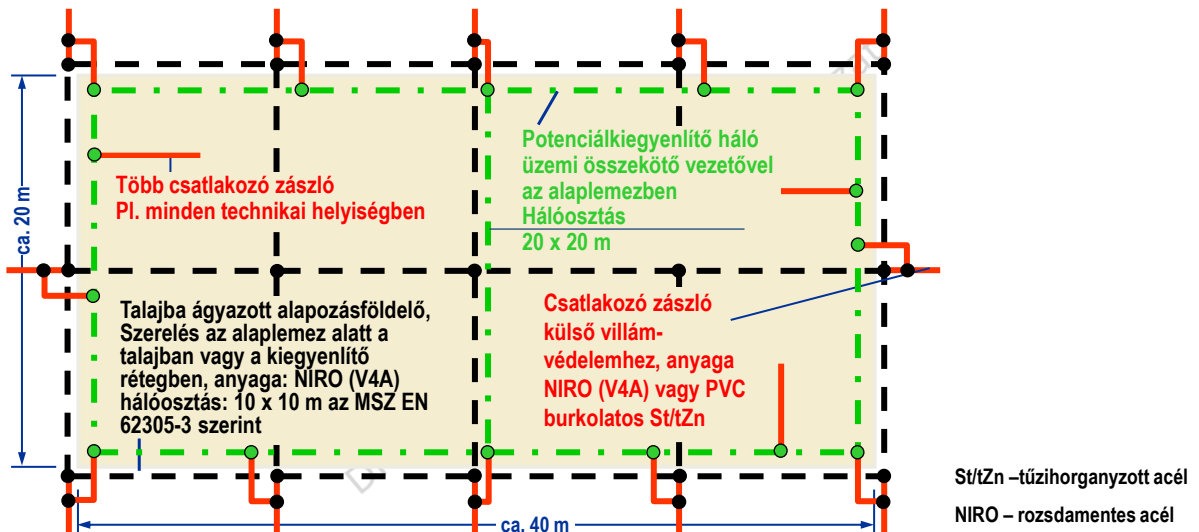 Potenciálkiegyenlítő háló
üzemi összekötő vezetővel
az alaplemezben
Hálóosztás
20 x 20 m
Több csatlakozó zászló
Pl. minden technikai helyiségben
ca. 20 m
Talajba ágyazott alapozásföldelő,
Szerelés az alaplemez alatt a
talajban vagy a kiegyenlítő
rétegben, anyaga: NIRO (V4A)
hálóosztás: 10 x 10 m az MSZ EN
62305-3 szerint
Csatlakozó zászló
külső villám-
védelemhez, anyaga
NIRO (V4A) vagy PVC
burkolatos St/tZn
ca. 40 m
St/tZn –tűzihorganyzott acél
NIRO – rozsdamentes acél